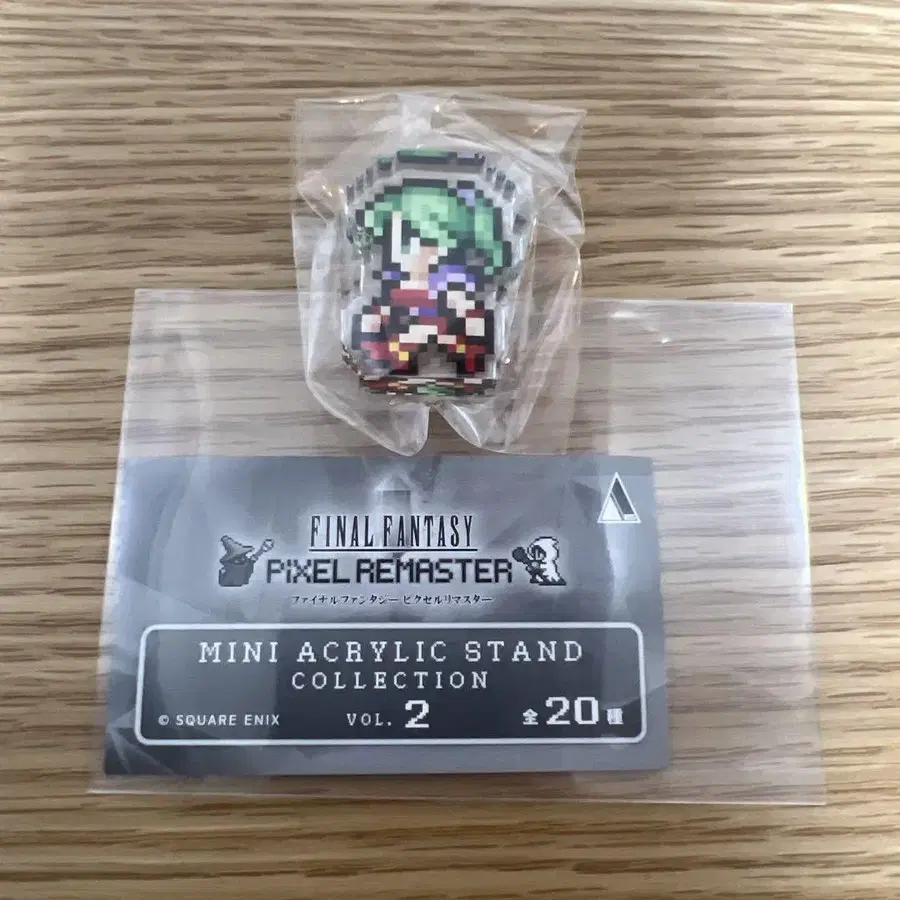 FINAL FANTASY
PIXEL REMASTER
ファイナルファンタジー ピクセルリマスター
MINI ACRYLIC STAND
COLLECTION
© SQUARE ENIX VOL. 2 全20種